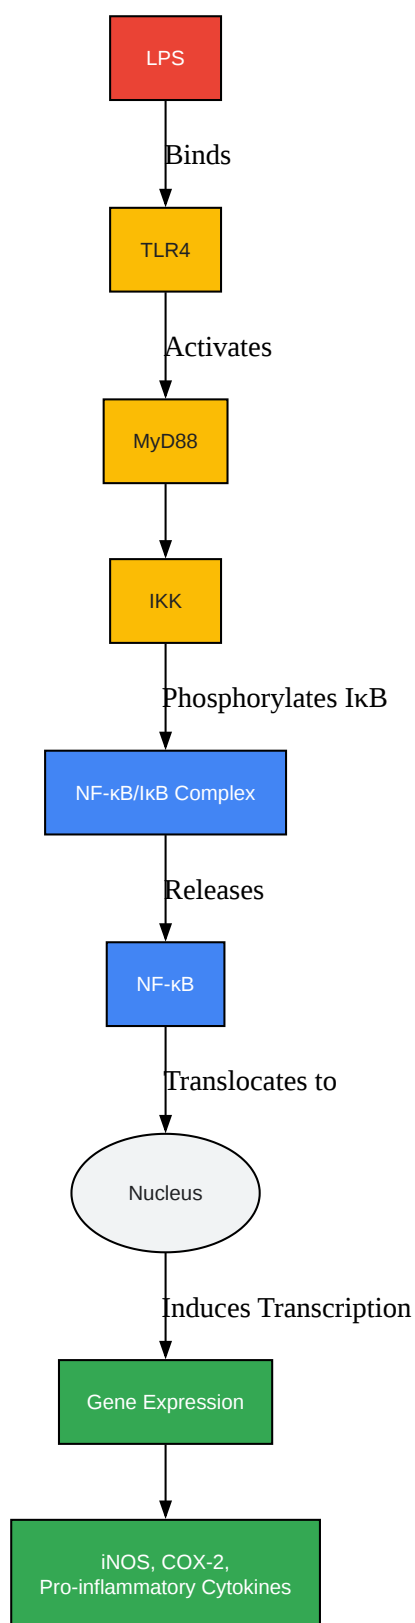 LPS
Binds
TLR4
Activates
MyD88
IKK
Phosphorylates IκB
NF-κB/IκB Complex
Releases
NF-κB
Translocates to
Nucleus
Induces Transcription
Gene Expression
iNOS, COX-2,
Pro-inflammatory Cytokines